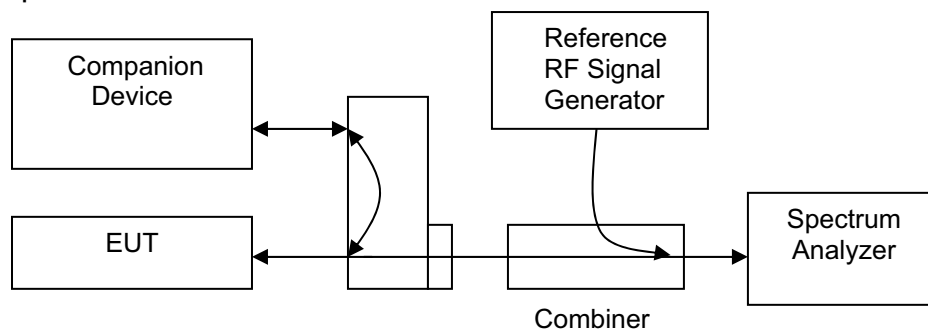 Companion
Device
Reference
RF Signal
Generator
EUT
Spectrum
Analyzer
Combiner